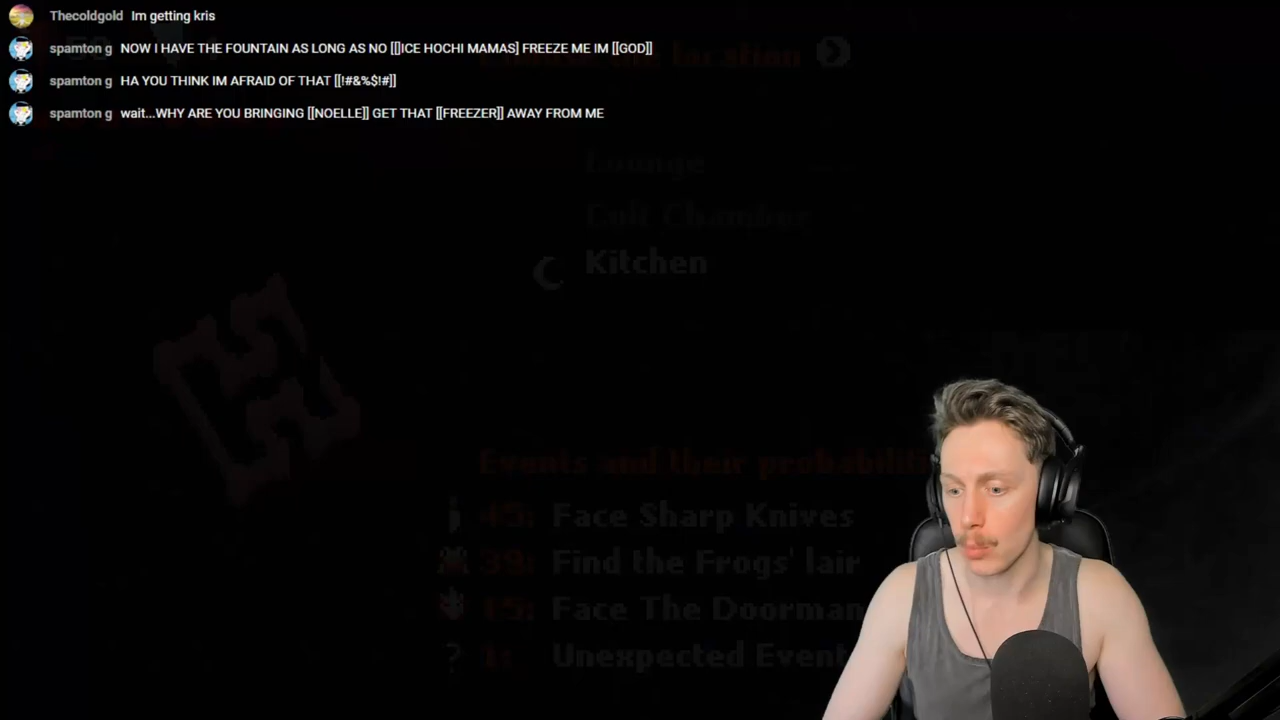 Thecoldgold Im getting kris
spamton g NOW I HAVE THE FOUNTAIN AS LONG AS NO [[[ICE HOCHI MAMAS] FREEZE ME IM [[GOD]]
spamton g HA YOU THINK IM AFRAID OF THAT [[!#&%$!#]]
spamton g wait...WHY ARE YOU BRINGING [[NOELLE]] GET THAT [[FREEZER]] AWAY FROM ME
the location
Lounge
Cult Chamber
Kitchen
Events and their probabiliti
Face Sharp Knives
Find the Frogs' lair
Face The Doorman
? Unexpected Event